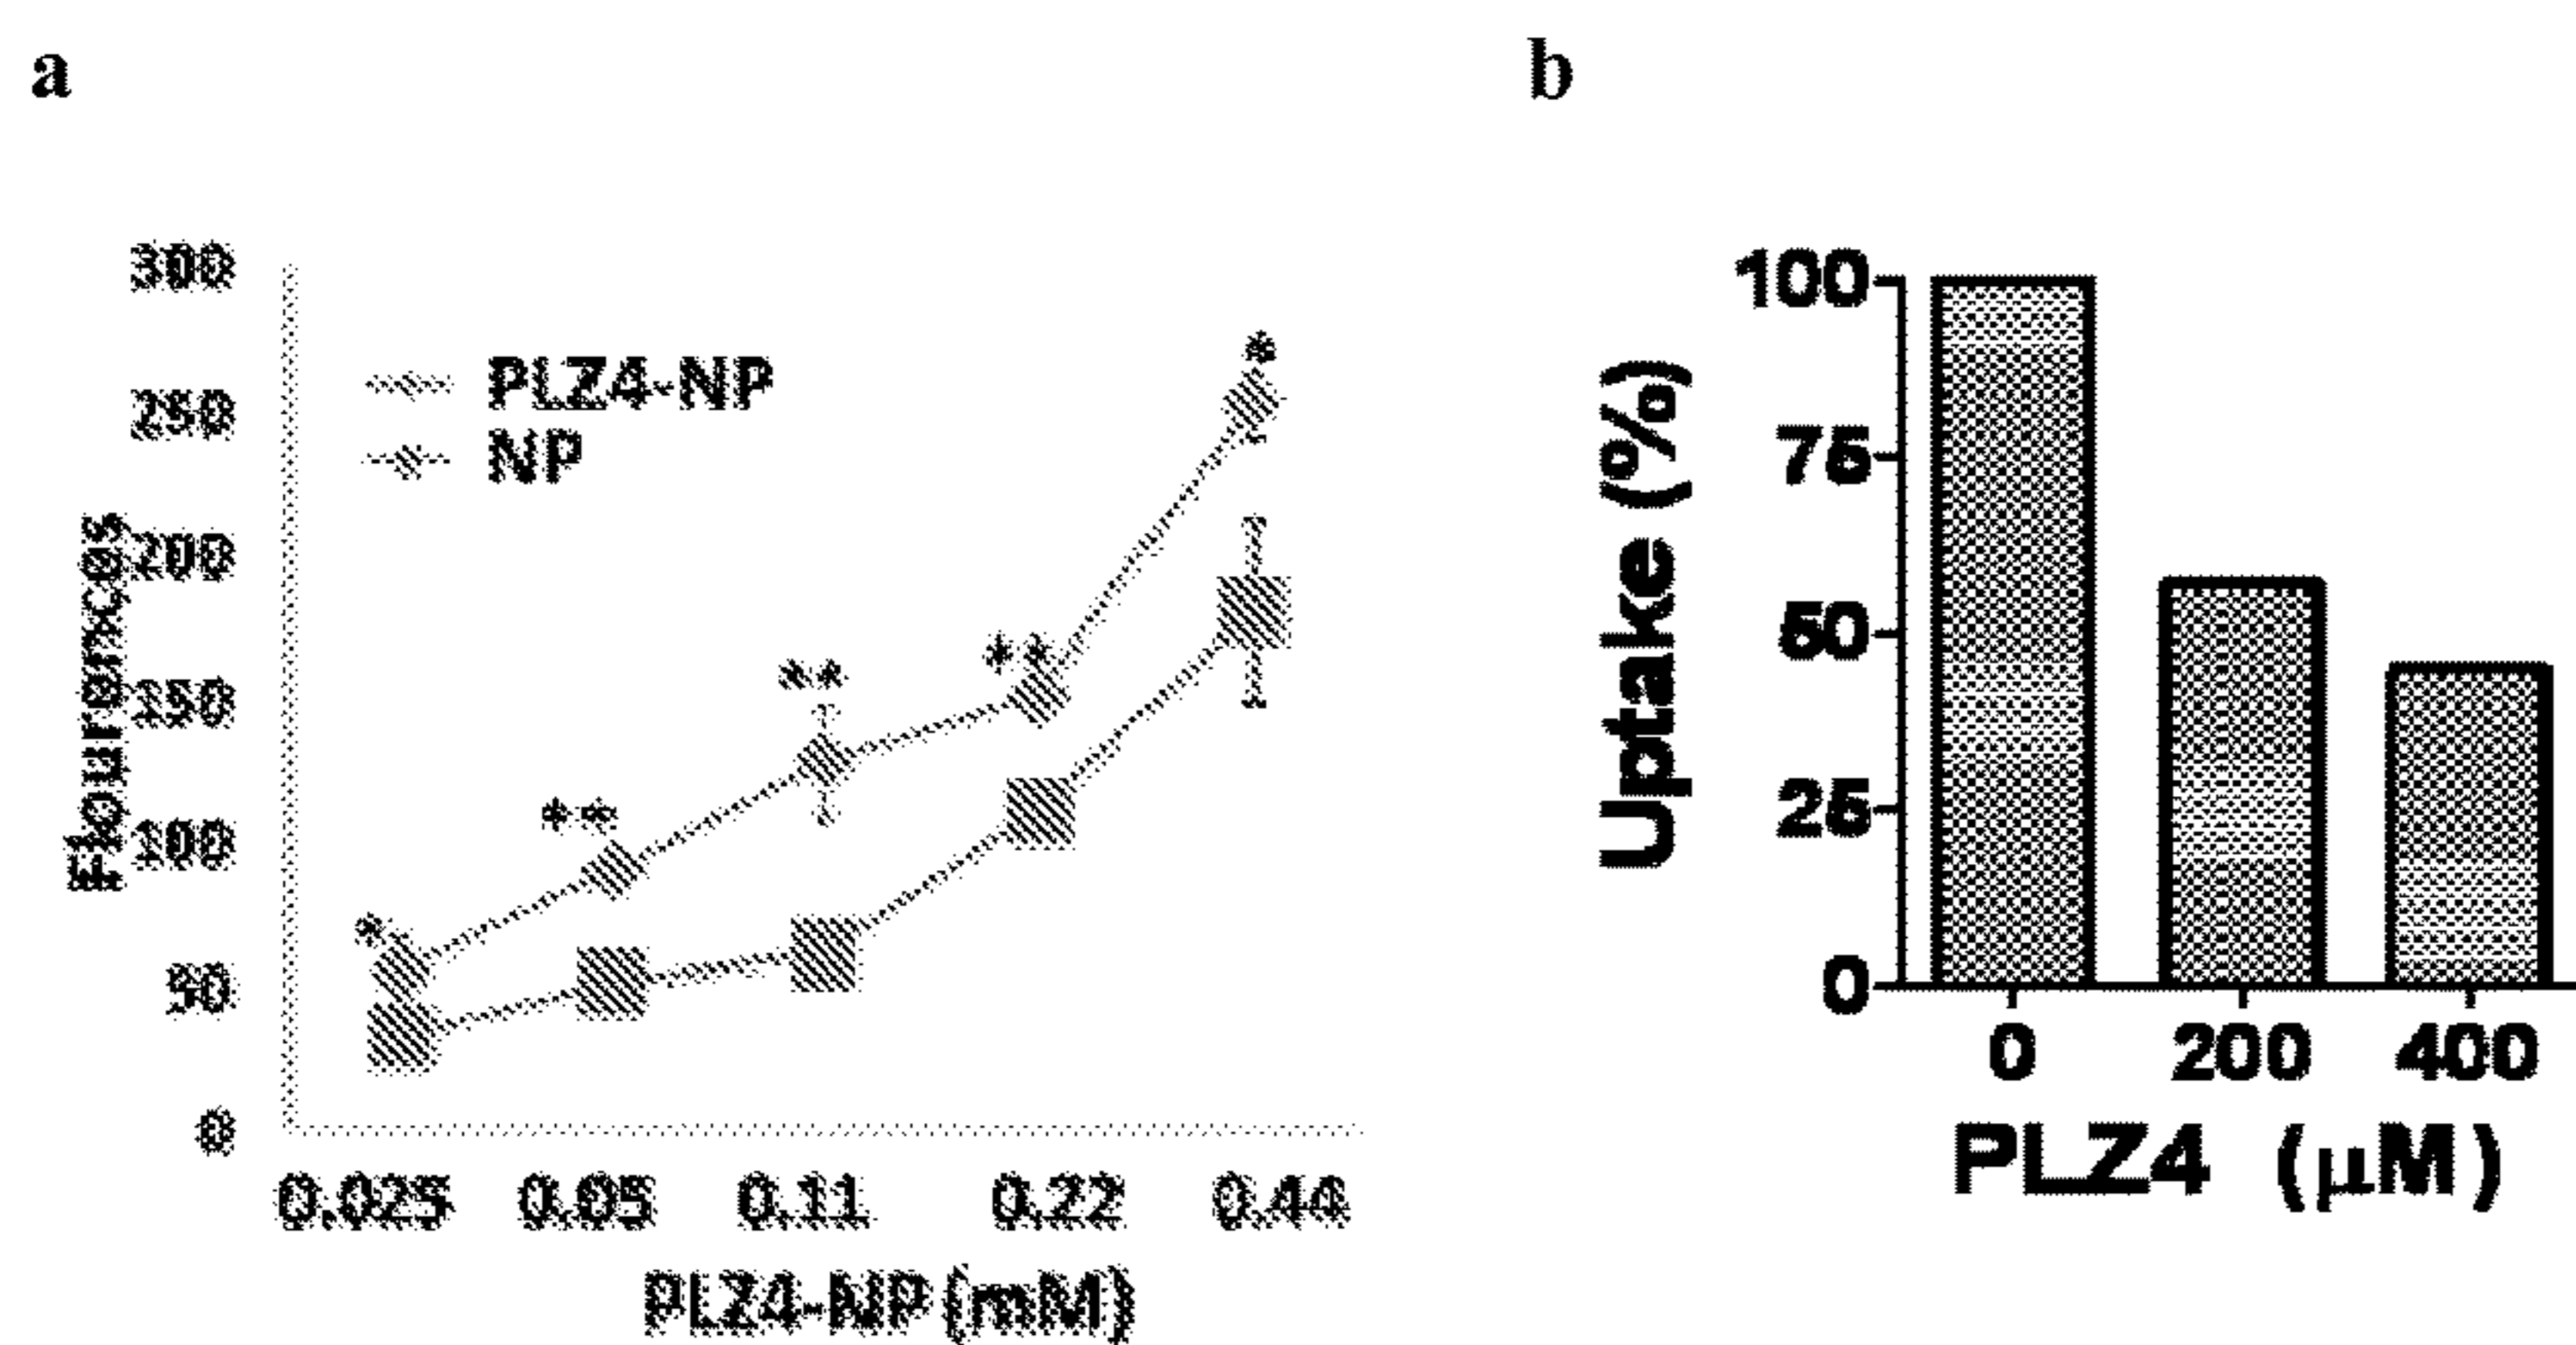 a
b
300
250
200
150
100
50
0
Flourences
PLZ4-NP
NP
*
**
**
**
*
0.025 0.05 0.11 0.22 0.44
PLZ4-NP (mM)
100
75
50
25
0
Uptake (%)
0 200 400
PLZ4 (μM)